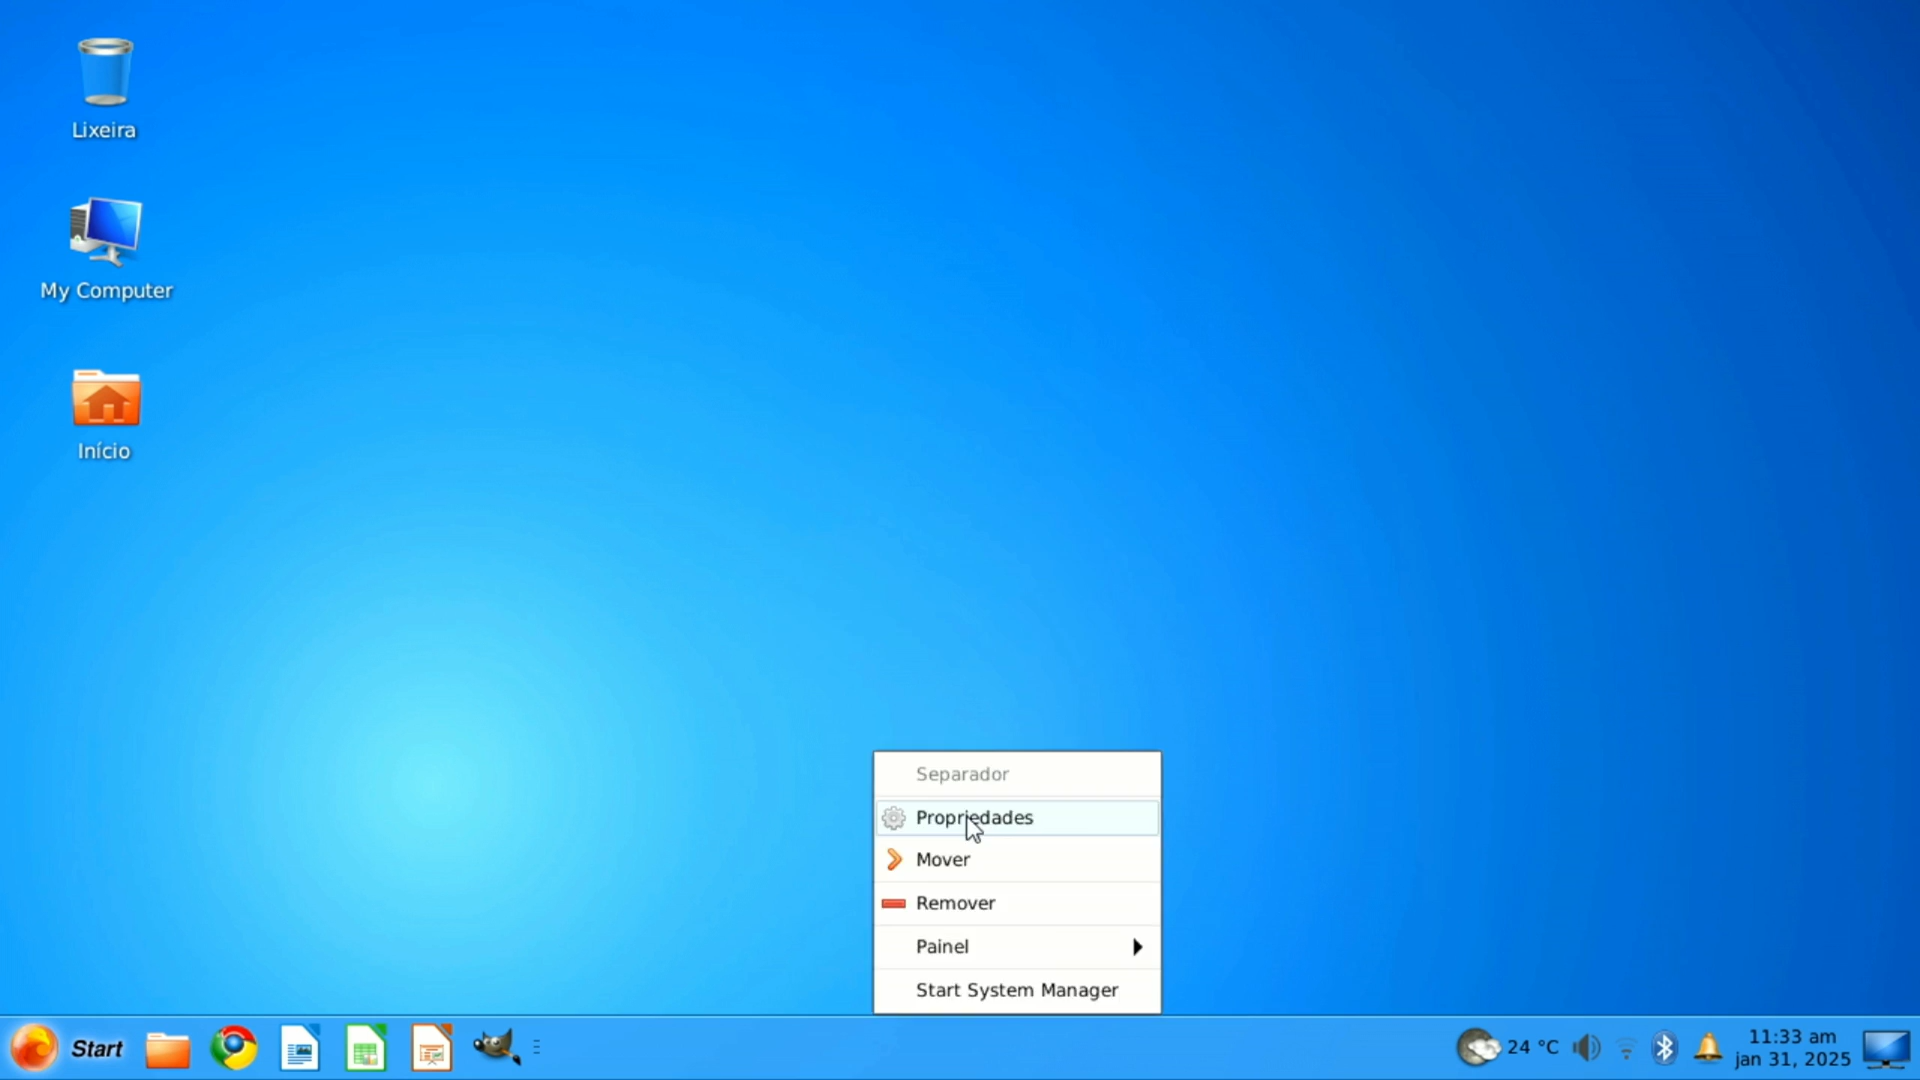 Lixeira
My Computer
Início
Separador
Propriedades
Mover
Remover
Painel
Start System Manager
Start
24 °C
11:33 am
jan 31, 2025